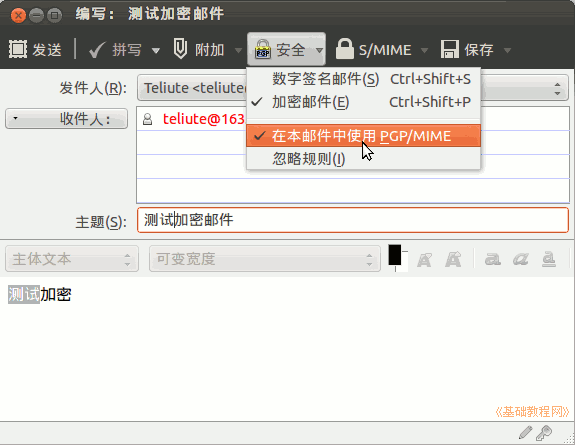 编写： 测试加密邮件
发送 拼写 附加 安全 S/MIME 保存
发件人(R): Teliute <teliute@
数字签名邮件(S) Ctrl+Shift+S
加密邮件(E) Ctrl+Shift+P
收件人： teliute@163
在本邮件中使用 PGP/MIME
忽略规则(I)
主题(S): 测试加密邮件
主体文本 可变宽度
测试加密
《基础教程网》